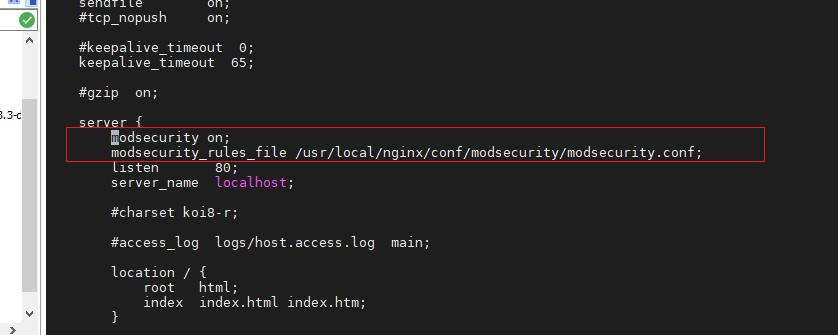 sendfile        on;
#tcp_nopush     on;
#keepalive_timeout  0;
keepalive_timeout  65;
#gzip  on;
server {
modsecurity on;
modsecurity_rules_file /usr/local/nginx/conf/modsecurity/modsecurity.conf;
listen       80;
server_name  localhost;
#charset koi8-r;
#access_log  logs/host.access.log  main;
location / {
root   html;
index  index.html index.htm;
}